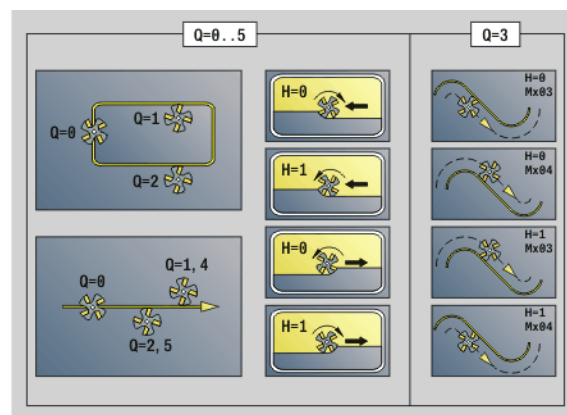 Q=0..5
Q=3
Q=0
Q=1
Q=2
Q=0
Q=1, 4
Q=2, 5
H=0
H=1
H=0
H=1
H=0
Mx03
H=0
Mx04
H=1
Mx03
H=1
Mx04